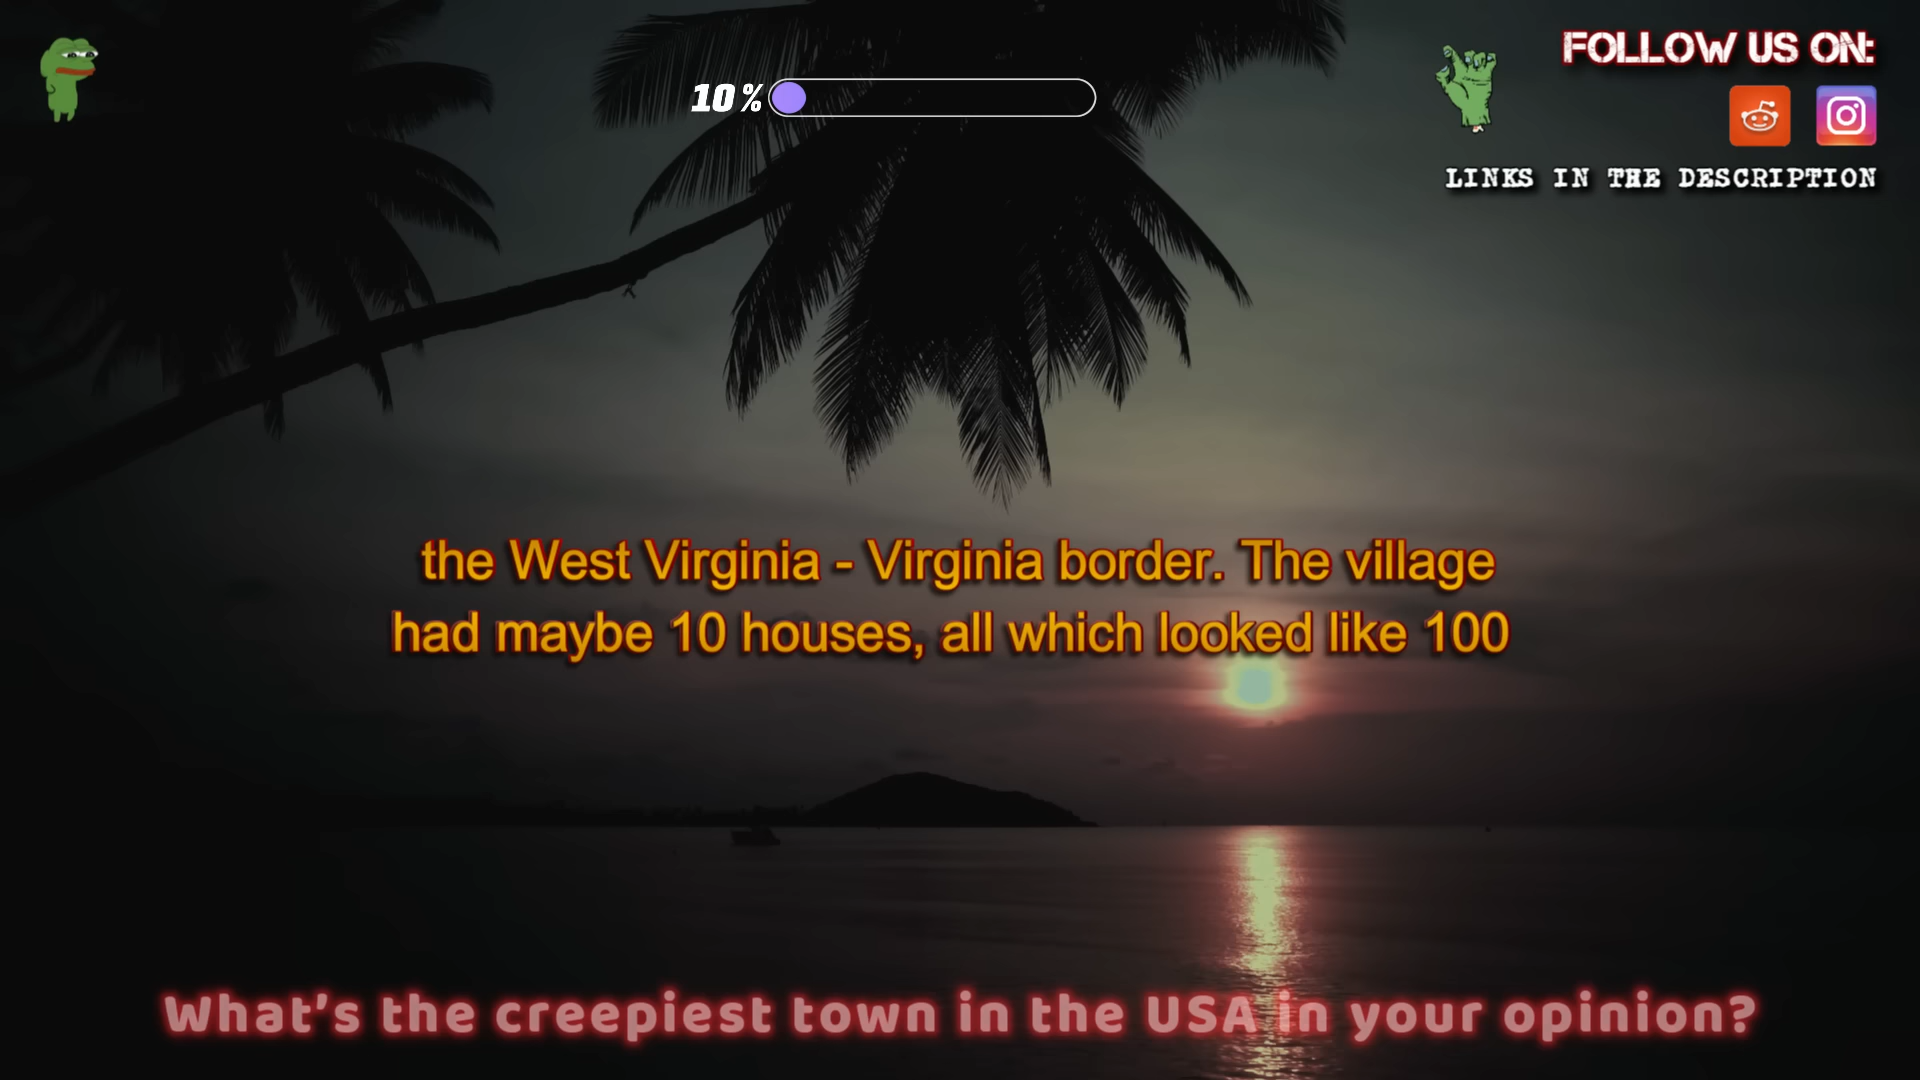 FOLLOW US ON:
10%
LINKS IN THE DESCRIPTION
the West Virginia - Virginia border. The village
had maybe 10 houses, all which looked like 100
What's the creepiest town in the USA in your opinion?